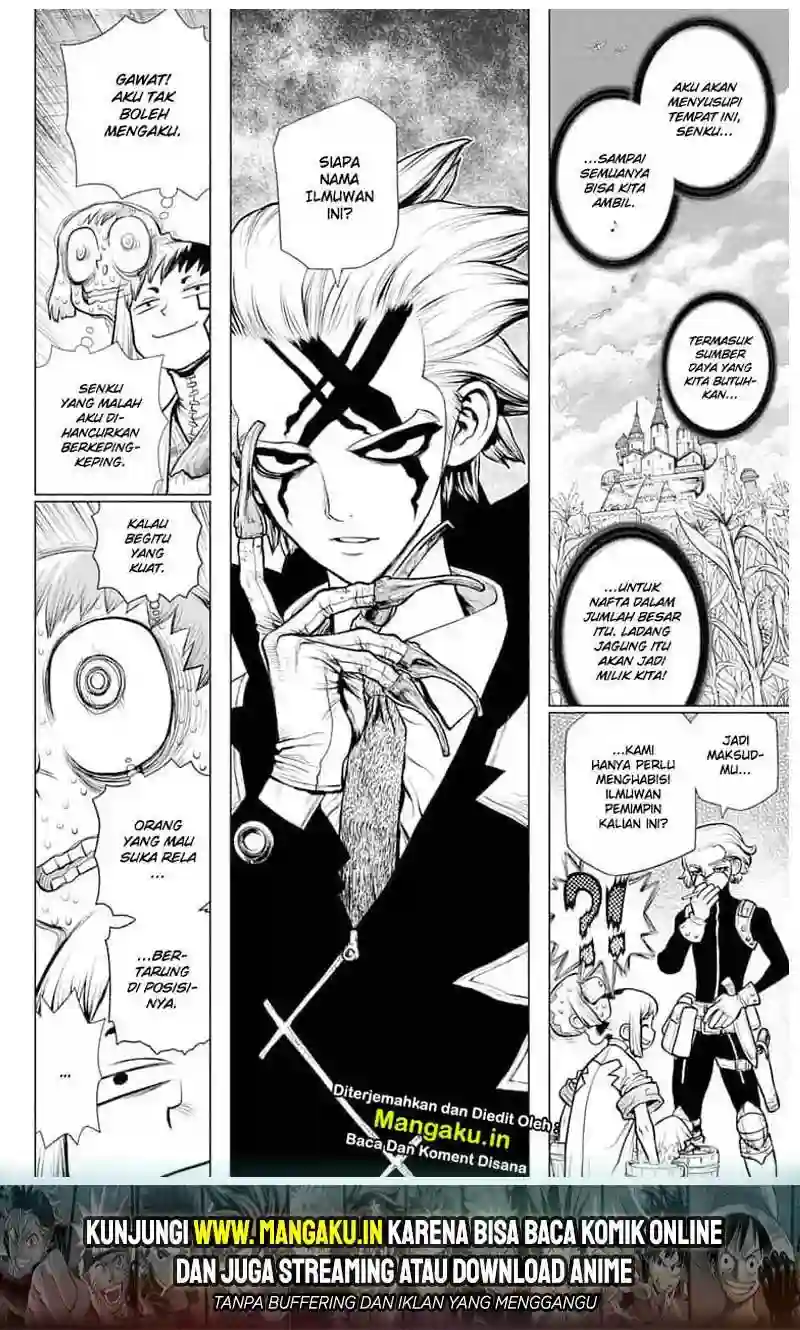 AKU AKAN
MENYUSUPI
TEMPAT INI,
SENKU...
...SAMPAI
SEMUANYA
BISA KITA
AMBIL.
♪
TERMASUK
SUMBER
DAYA YANG
KITA BUTUH-
KAN...
...UNTUK
NAFTA DALAM
JUMLAH BESAR
ITU. LADANG
JAGUNG ITU
AKAN JADI
MILIK KITA!
JADI
MAKSUD-
MU...
...KAMI
HANYA PERLU
MENGHABISI
ILMUWAN
PEMIMPIN
KALIAN INI?
?!
SIAPA
NAMA
ILMUWAN
INI?
GAWAT!
AKU TAK
BOLEH
MENGAKU.
SENKU
YANG MALAH
AKU DI-
HANCURKAN
BERKEPING-
KEPING.
KALAU
BEGITU
YANG
KUAT.
ORANG
YANG MAU
SUKA RELA
...
...BER-
TARUNG
DI POSISI-
NYA.
...
Diterjemahkan dan Diedit Oleh :
Mangaku.in
Baca Dan Koment Disana
KUNJUNGI WWW.MANGAKU.IN KARENA BISA BACA KOMIK ONLINE
DAN JUGA STREAMING ATAU DOWNLOAD ANIME
TANPA BUFFERING DAN IKLAN YANG MENGGANGU